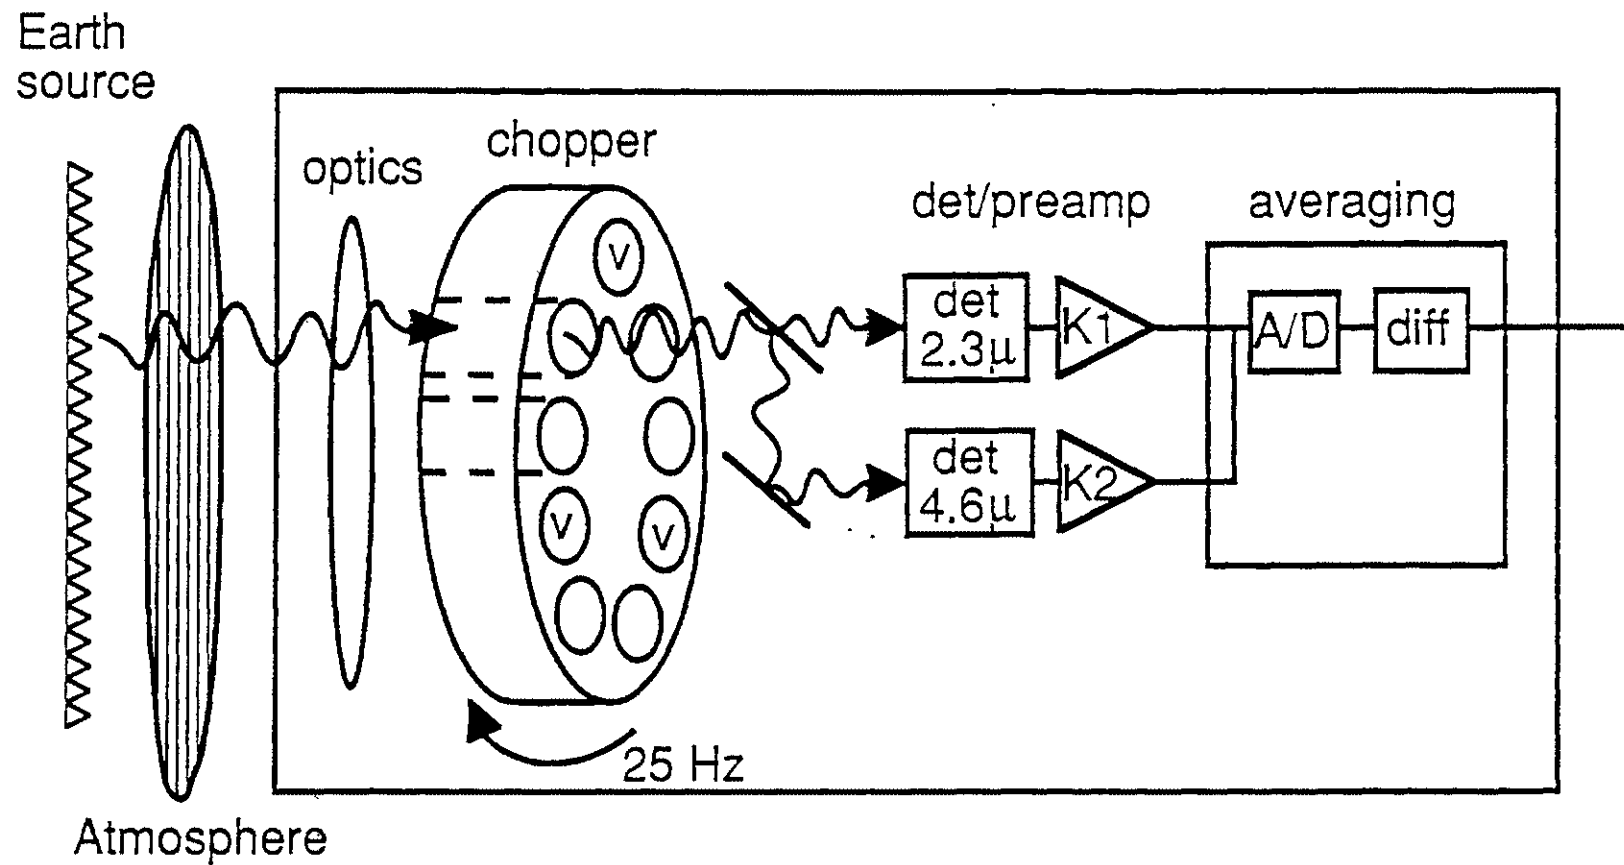 Earth
source
optics
chopper
det/preamp
averaging
V
det
2.3μ
K1
A/D
diff
det
4.6μ
K2
V
V
25 Hz
Atmosphere